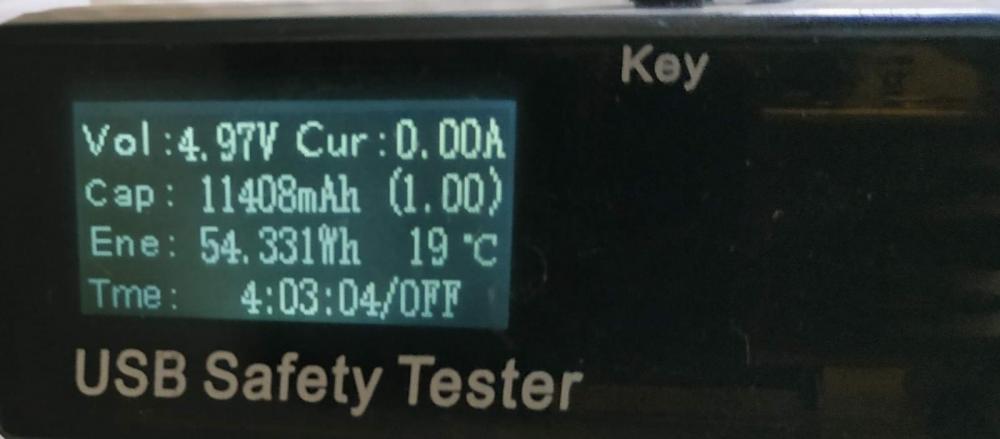 Key
Vol:4.97V Cur:0.00A
Cap: 11408mAh (1.00)
Ene: 54.331Wh 19 °C
Tme: 4:03:04/OFF
USB Safety Tester